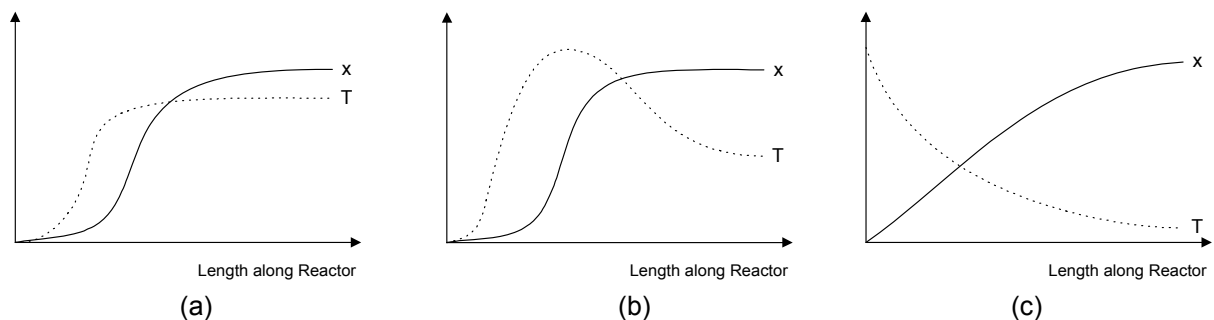 x
T
Length along Reactor
(a)
x
T
Length along Reactor
(b)
x
T
Length along Reactor
(c)